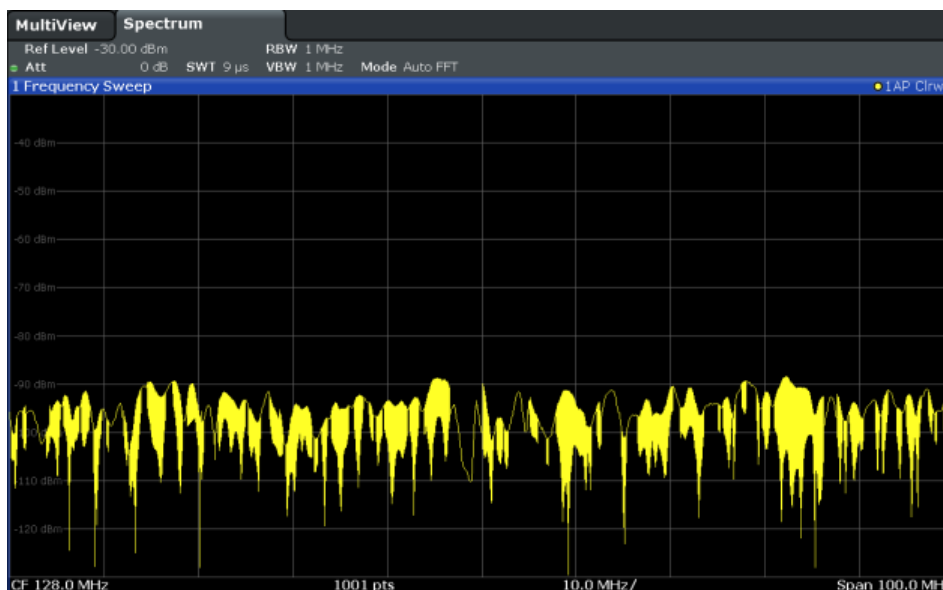 MultiView Spectrum
Ref Level -30.00 dBm RBW 1 MHz
Att 0 dB SWT 9 µs VBW 1 MHz Mode Auto FFT
1 Frequency Sweep 1AP Clrw
-40 dBm
-50 dBm
-60 dBm
-70 dBm
-80 dBm
-90 dBm
-110 dBm
-120 dBm
CF 128.0 MHz 1001 pts 10.0 MHz/ Span 100.0 MH